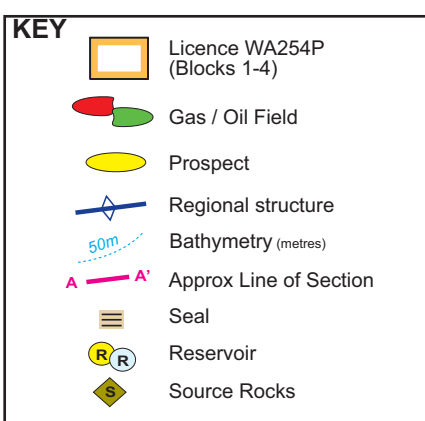 KEY
Licence WA254P
(Blocks 1-4)
Gas / Oil Field
Prospect
Regional structure
50m Bathymetry (metres)
A A' Approx Line of Section
Seal
R R Reservoir
S Source Rocks